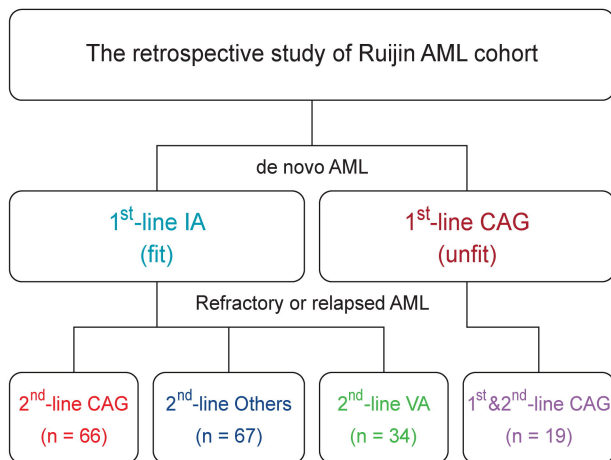 The retrospective study of Ruijin AML cohort
de novo AML
1st-line IA
(fit)
1st-line CAG
(unfit)
Refractory or relapsed AML
2nd-line CAG
(n = 66)
2nd-line Others
(n = 67)
2nd-line VA
(n = 34)
1st&2nd-line CAG
(n = 19)